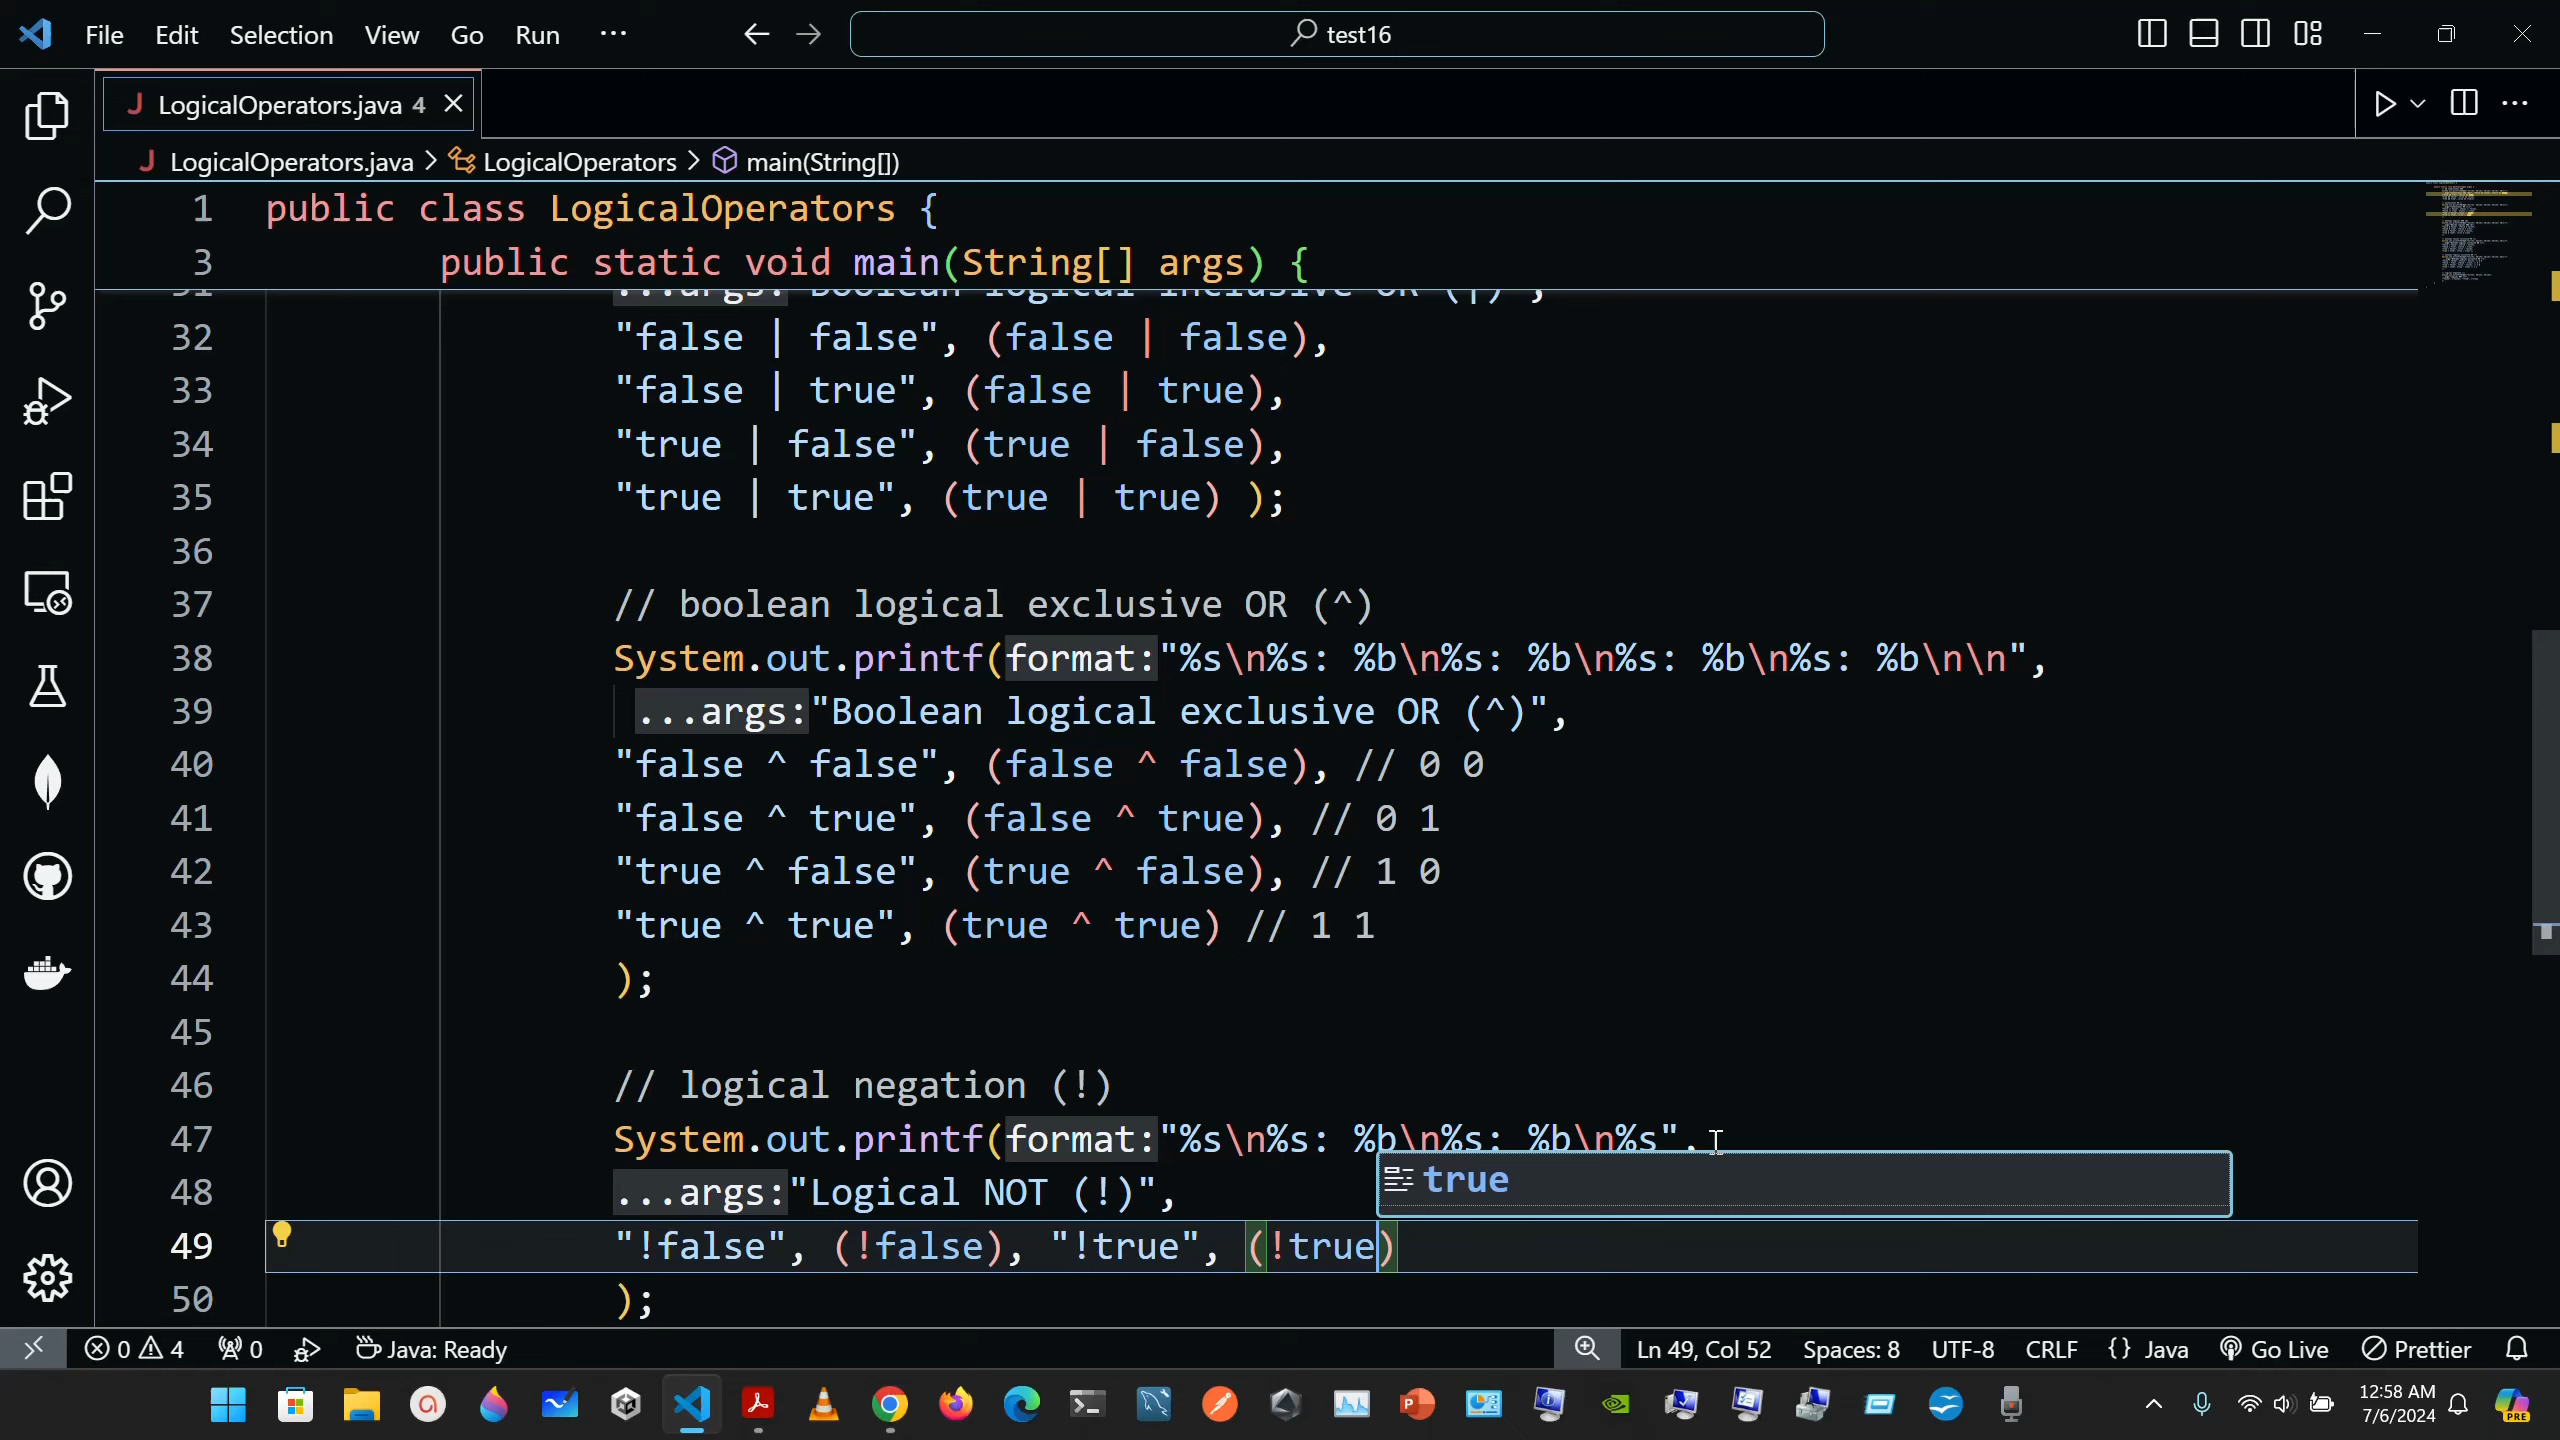 File Edit Selection View Go Run ···
test16
LogicalOperators.java 4
LogicalOperators.java > LogicalOperators > main(String[])
1 public class LogicalOperators {
3 public static void main(String[] args) {
31 ...args: "Boolean logical inclusive OR (|)",
32 "false | false", (false | false),
33 "false | true", (false | true),
34 "true | false", (true | false),
35 "true | true", (true | true) );
36
37 // boolean logical exclusive OR (^)
38 System.out.printf(format:"%s\n%s: %b\n%s: %b\n%s: %b\n%s: %b\n\n",
39 ...args:"Boolean logical exclusive OR (^)",
40 "false ^ false", (false ^ false), // 0 0
41 "false ^ true", (false ^ true), // 0 1
42 "true ^ false", (true ^ false), // 1 0
43 "true ^ true", (true ^ true) // 1 1
44 );
45
46 // logical negation (!)
47 System.out.printf(format:"%s\n%s: %b\n%s: %b\n%s",
true
48 ...args:"Logical NOT (!)",
49 "!false", (!false), "!true", (!true)
50 );
0 4 0 Java: Ready Ln 49, Col 52 Spaces: 8 UTF-8 CRLF {} Java Go Live Prettier
12:58 AM
7/6/2024
PRE